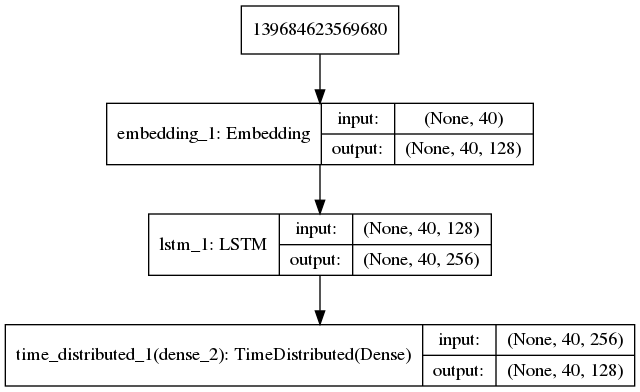 139684623569680
embedding_1: Embedding
input:
(None, 40)
output:
(None, 40, 128)
lstm_1: LSTM
input:
(None, 40, 128)
output:
(None, 40, 256)
time_distributed_1(dense_2): TimeDistributed(Dense)
input:
(None, 40, 256)
output:
(None, 40, 128)